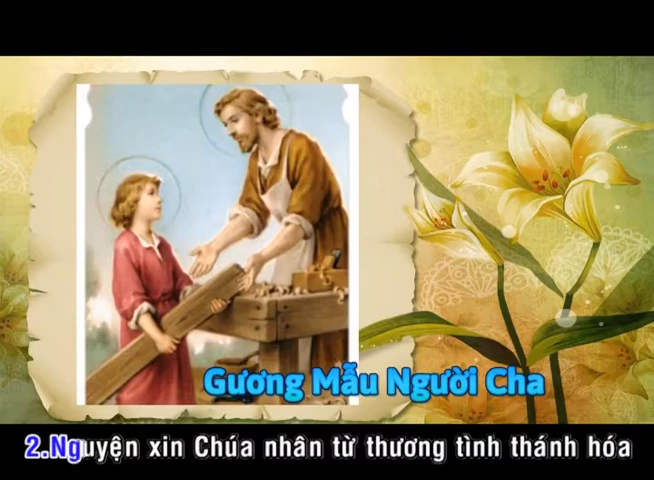 Gương Mẫu Người Cha
2.Nguyện xin Chúa nhân từ thương tình thánh hóa